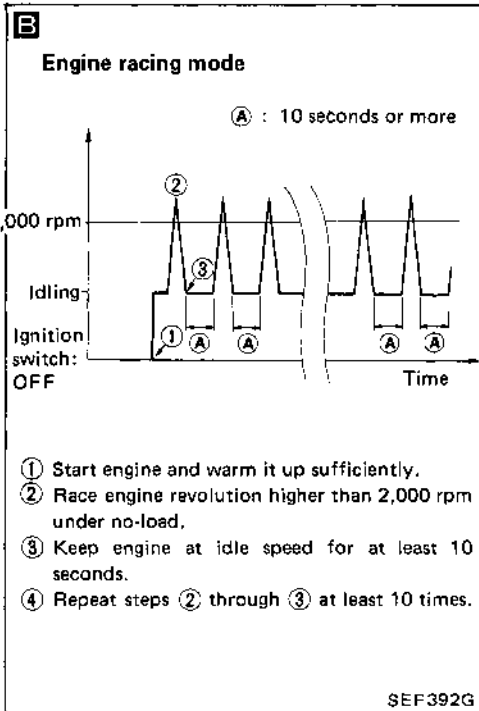 B
Engine racing mode
Ⓐ : 10 seconds or more
②
,000 rpm
③
Idling
①
Ⓐ Ⓐ Ⓐ Ⓐ
Ignition
switch:
OFF
Time
① Start engine and warm it up sufficiently.
② Race engine revolution higher than 2,000 rpm
under no-load.
③ Keep engine at idle speed for at least 10
seconds.
④ Repeat steps ② through ③ at least 10 times.
SEF392G